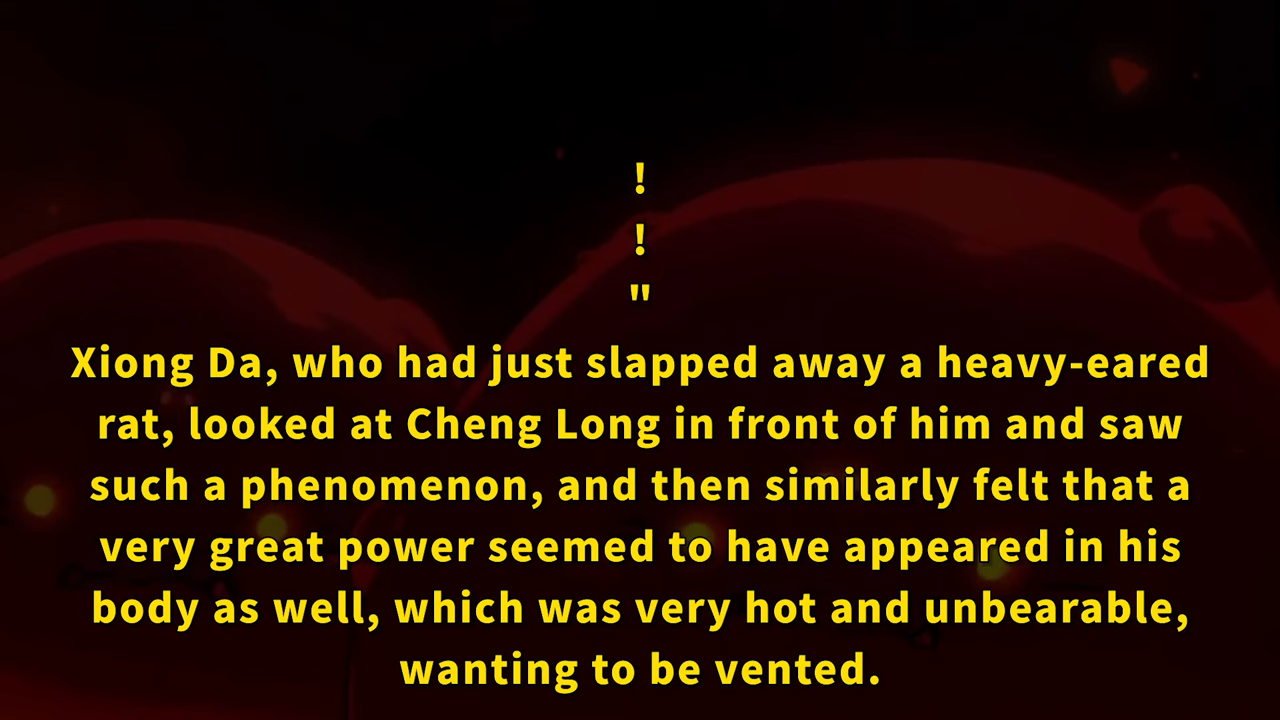 !
!
"
Xiong Da, who had just slapped away a heavy-eared
rat, looked at Cheng Long in front of him and saw
such a phenomenon, and then similarly felt that a
very great power seemed to have appeared in his
body as well, which was very hot and unbearable,
wanting to be vented.